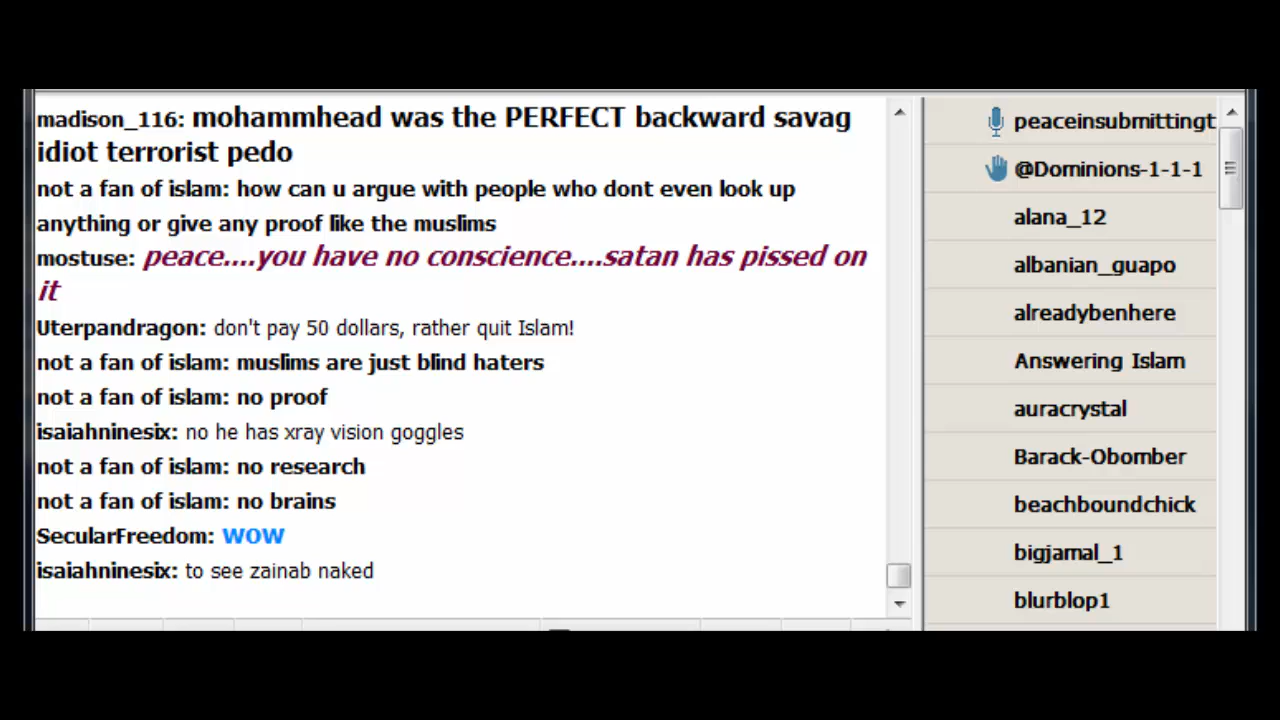 madison_116: mohammhead was the PERFECT backward savag
idiot terrorist pedo
not a fan of islam: how can u argue with people who dont even look up
anything or give any proof like the muslims
mostuse: peace....you have no conscience....satan has pissed on
it
Uterpandragon: don't pay 50 dollars, rather quit Islam!
not a fan of islam: muslims are just blind haters
not a fan of islam: no proof
isaiahninesix: no he has xray vision goggles
not a fan of islam: no research
not a fan of islam: no brains
SecularFreedom: WOW
isaiahninesix: to see zainab naked
peaceinsubmittingt
@Dominions-1-1-1
alana_12
albanian_guapo
alreadybenhere
Answering Islam
auracrystal
Barack-Obomber
beachboundchick
bigjamal_1
blurblop1